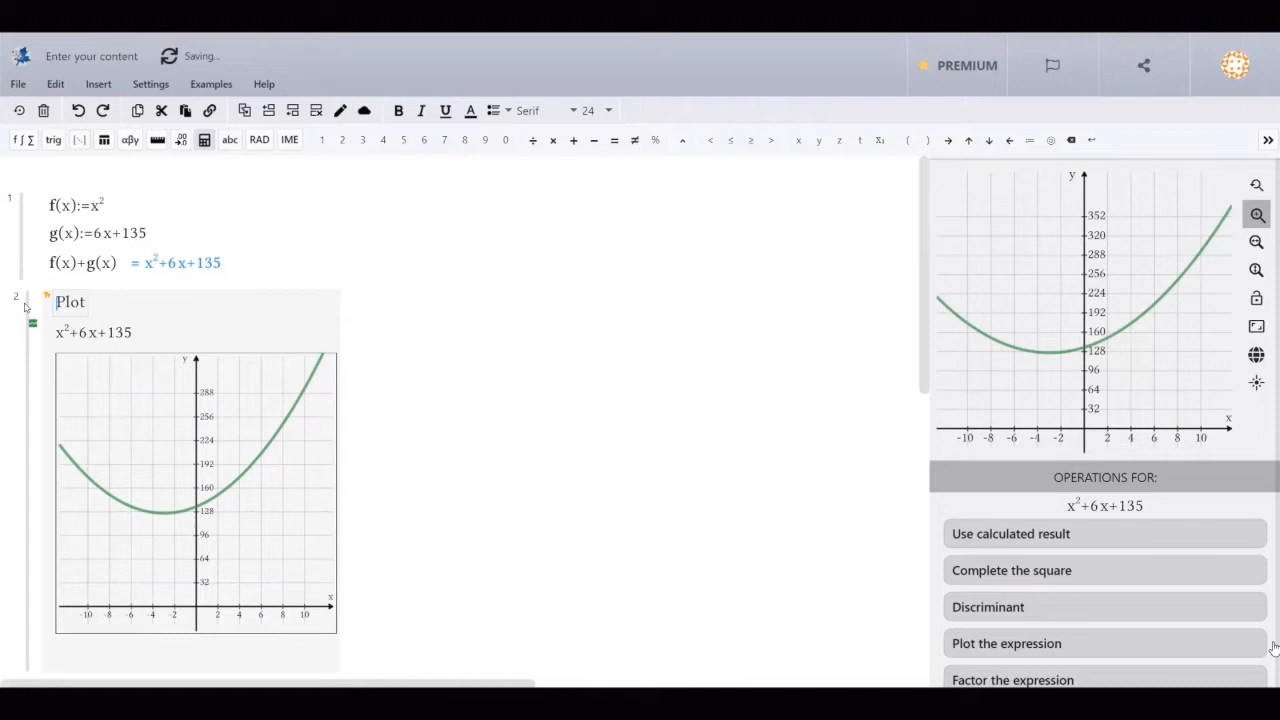 Enter your content
Saving...
PREMIUM
File Edit Insert Settings Examples Help
B I U A Serif 24
f ∫ ∑ trig [·.] αβγ .00 abc RAD IME 1 2 3 4 5 6 7 8 9 0 ÷ × + − = ≠ % ^ < ≤ ≥ > x y z t X₁ ( ) → ↑ ↓ ←
1
f(x):=x²
g(x):=6x+135
f(x)+g(x) = x²+6x+135
2
Plot
x²+6x+135
y
288
256
224
192
160
128
96
64
32
x
-10 -8 -6 -4 -2 2 4 6 8 10
y
352
320
288
256
224
192
160
128
96
64
32
x
-10 -8 -6 -4 -2 2 4 6 8 10
OPERATIONS FOR:
x²+6x+135
Use calculated result
Complete the square
Discriminant
Plot the expression
Factor the expression